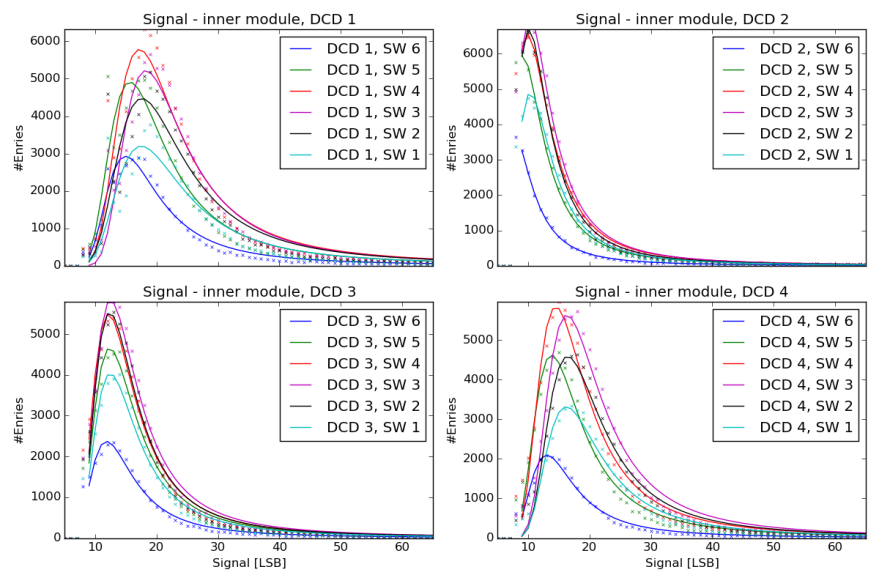 Signal - inner module, DCD 1
#Enries
6000
5000
4000
3000
2000
1000
0
DCD 1, SW 6
DCD 1, SW 5
DCD 1, SW 4
DCD 1, SW 3
DCD 1, SW 2
DCD 1, SW 1
Signal - inner module, DCD 2
#Enries
6000
5000
4000
3000
2000
1000
0
DCD 2, SW 6
DCD 2, SW 5
DCD 2, SW 4
DCD 2, SW 3
DCD 2, SW 2
DCD 2, SW 1
Signal - inner module, DCD 3
#Enries
5000
4000
3000
2000
1000
0
DCD 3, SW 6
DCD 3, SW 5
DCD 3, SW 4
DCD 3, SW 3
DCD 3, SW 2
DCD 3, SW 1
10 20 30 40 50 60
Signal [LSB]
Signal - inner module, DCD 4
#Enries
5000
4000
3000
2000
1000
0
DCD 4, SW 6
DCD 4, SW 5
DCD 4, SW 4
DCD 4, SW 3
DCD 4, SW 2
DCD 4, SW 1
10 20 30 40 50 60
Signal [LSB]